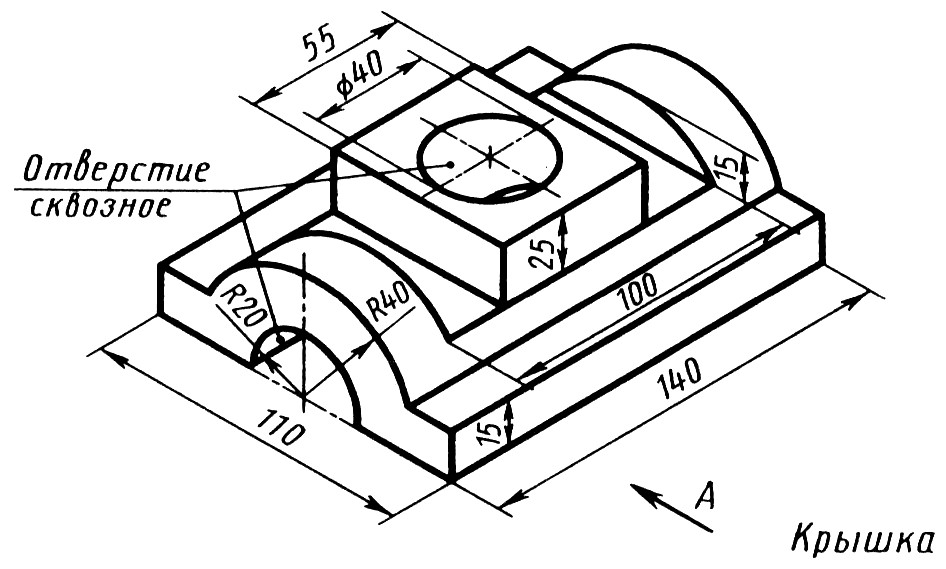 55
ϕ40
Отверстие
сквозное
15
25
R20
R40
100
140
110
15
А
Крышка